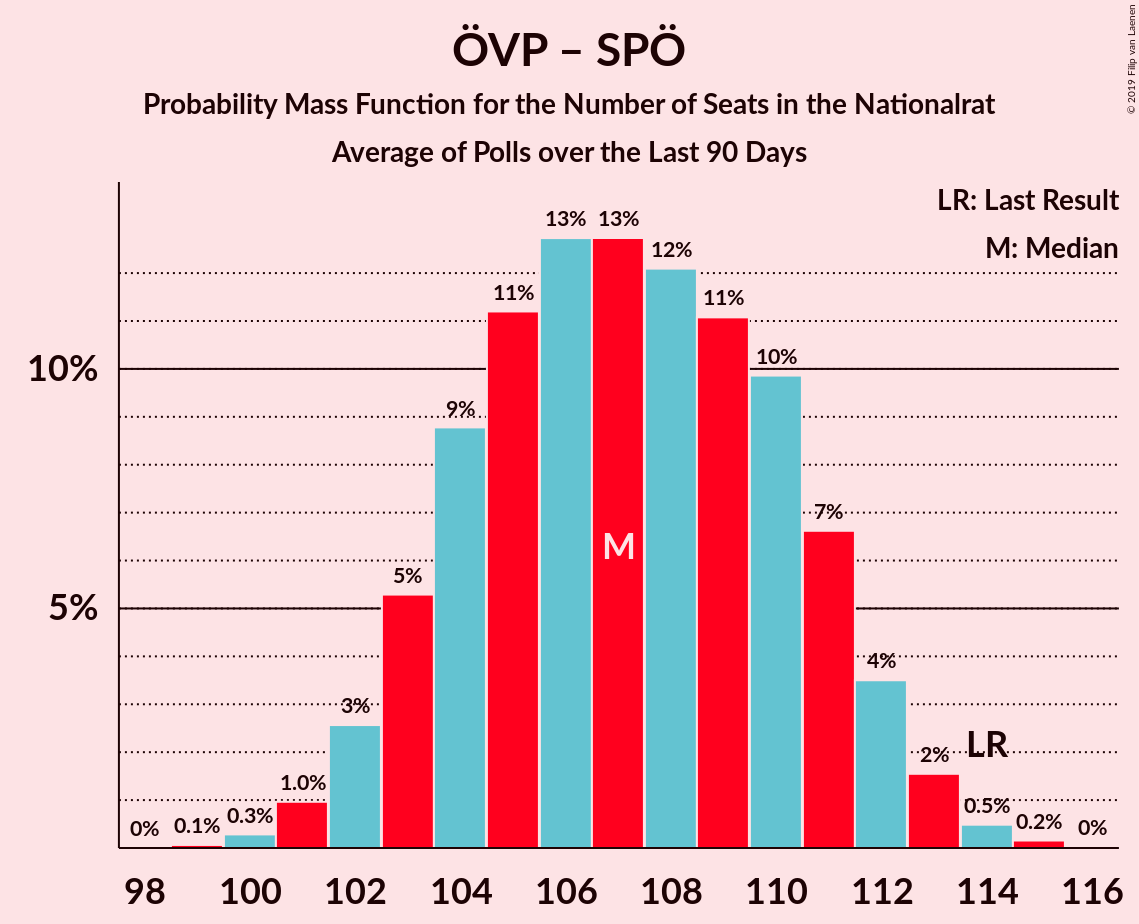 ÖVP – SPÖ
Probability Mass Function for the Number of Seats in the Nationalrat
Average of Polls over the Last 90 Days
© 2019 Filip van Laenen
LR: Last Result
M: Median
13% 13%
12%
11% 11%
10%
10%
9%
7%
M
5%
5%
4%
3%
LR
2%
1.0%
0.5%
0% 0.1% 0.3% 0.2% 0%
98 100 102 104 106 108 110 112 114 116